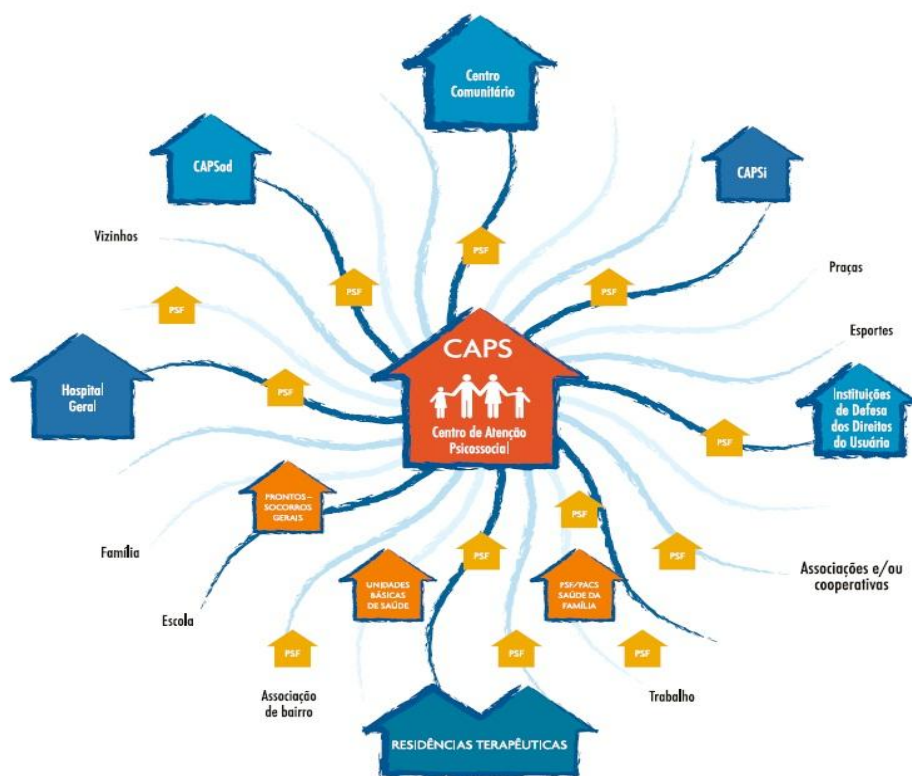 Centro
Comunitário
CAPSad
CAPSi
Vizinhos
PSF
PSF
PSF
Praças
PSF
Esportes
CAPS
Hospital
Geral
PSF
Centro de Atenção
Psicossocial
Instituições
de Defesa
dos Direitos
do Usuário
PSF
PRONTOS-
SOCORROS
GERAIS
PSF
Família
PSF
PSF
Associações e/ou
cooperativas
UNIDADES
BÁSICAS
DE SAÚDE
PSF/PACS
SAÚDE DA
FAMÍLIA
Escola
PSF
PSF
PSF
Associação
de bairro
Trabalho
RESIDÊNCIAS TERAPÊUTICAS